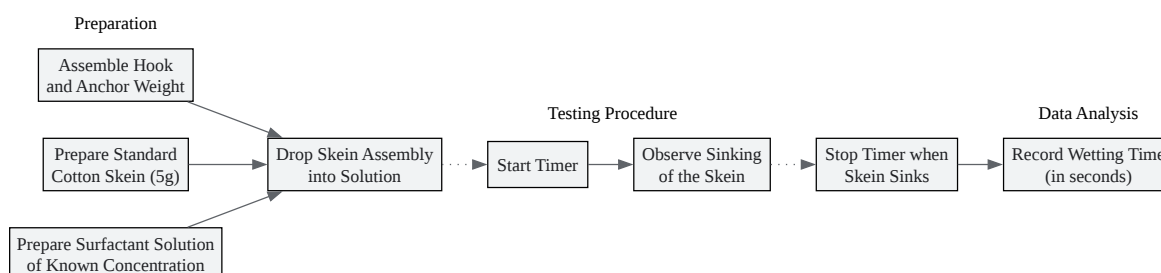 Preparation
Assemble Hook
and Anchor Weight
Testing Procedure
Data Analysis
Prepare Standard
Cotton Skein (5g)
Drop Skein Assembly
into Solution
Start Timer
Observe Sinking
of the Skein
Stop Timer when
Skein Sinks
Record Wetting Time
(in seconds)
Prepare Surfactant Solution
of Known Concentration